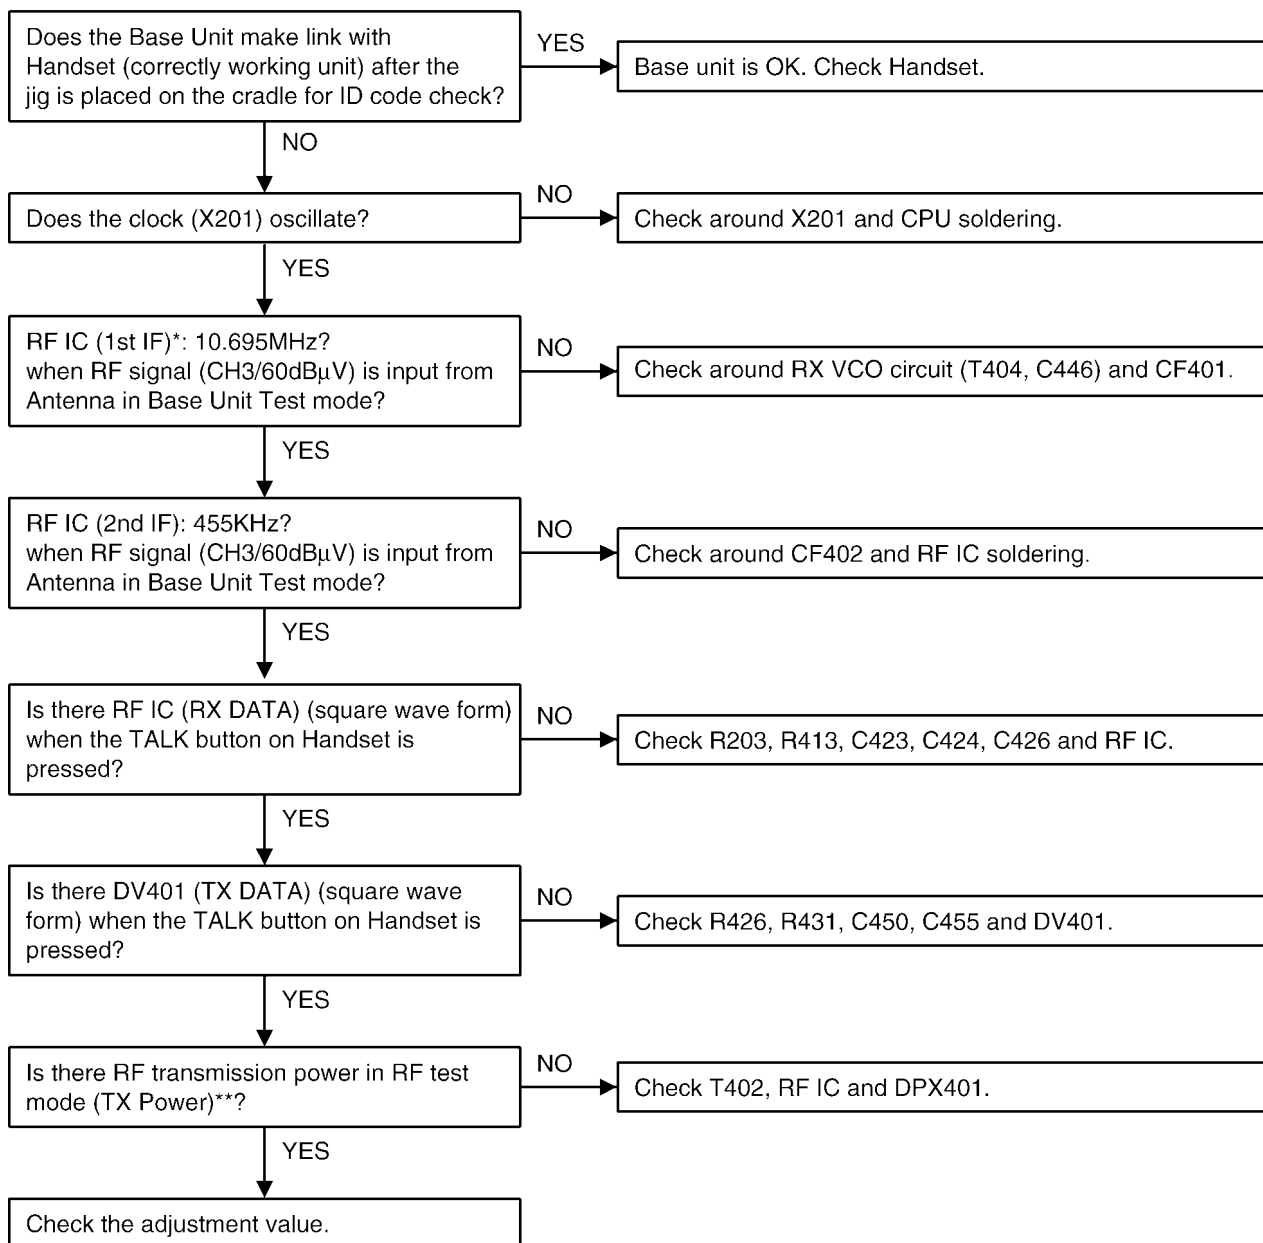 Does the Base Unit make link with
Handset (correctly working unit) after the
jig is placed on the cradle for ID code check?
YES
Base unit is OK. Check Handset.
NO
Does the clock (X201) oscillate?
NO
Check around X201 and CPU soldering.
YES
RF IC (1st IF)*: 10.695MHz?
when RF signal (CH3/60dBµV) is input from
Antenna in Base Unit Test mode?
NO
Check around RX VCO circuit (T404, C446) and CF401.
YES
RF IC (2nd IF): 455KHz?
when RF signal (CH3/60dBµV) is input from
Antenna in Base Unit Test mode?
NO
Check around CF402 and RF IC soldering.
YES
Is there RF IC (RX DATA) (square wave form)
when the TALK button on Handset is
pressed?
NO
Check R203, R413, C423, C424, C426 and RF IC.
YES
Is there DV401 (TX DATA) (square wave
form) when the TALK button on Handset is
pressed?
NO
Check R426, R431, C450, C455 and DV401.
YES
Is there RF transmission power in RF test
mode (TX Power)**?
NO
Check T402, RF IC and DPX401.
YES
Check the adjustment value.